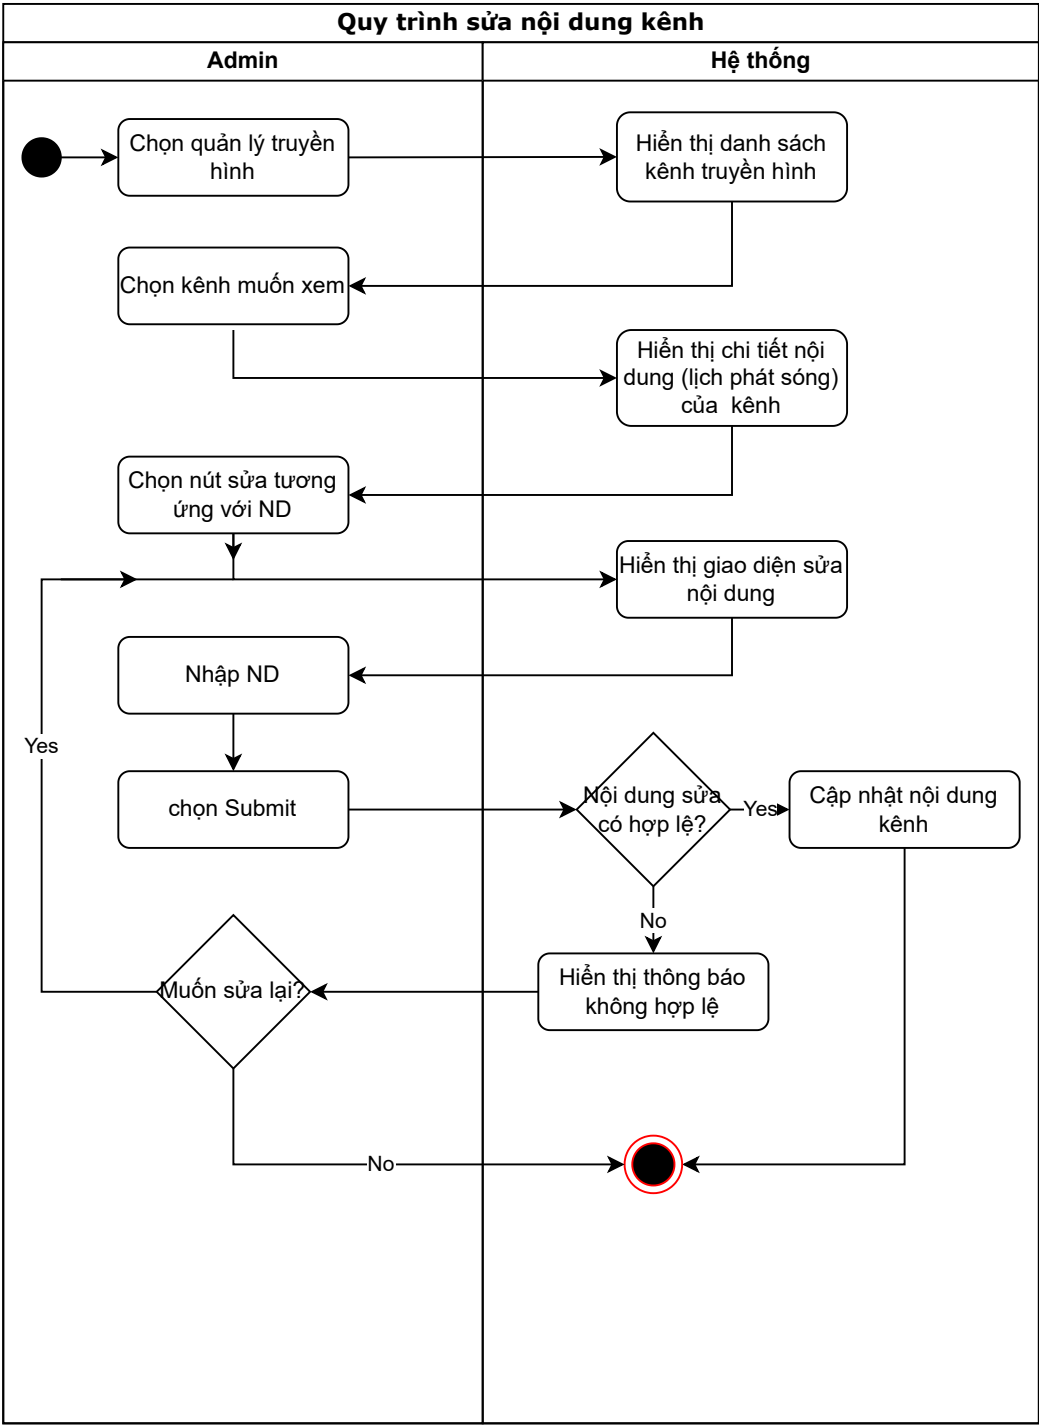 Quy trình sửa nội dung kênh
Admin
Hệ thống
Chọn quản lý truyền
hình
Hiển thị danh sách
kênh truyền hình
Chọn kênh muốn xem
Hiển thị chi tiết nội
dung (lịch phát sóng)
của kênh
Chọn nút sửa tương
ứng với ND
Hiển thị giao diện sửa
nội dung
Nhập ND
Yes
chọn Submit
Nội dung sửa
có hợp lệ?
Yes
Cập nhật nội dung
kênh
No
Muốn sửa lại?
Hiển thị thông báo
không hợp lệ
No